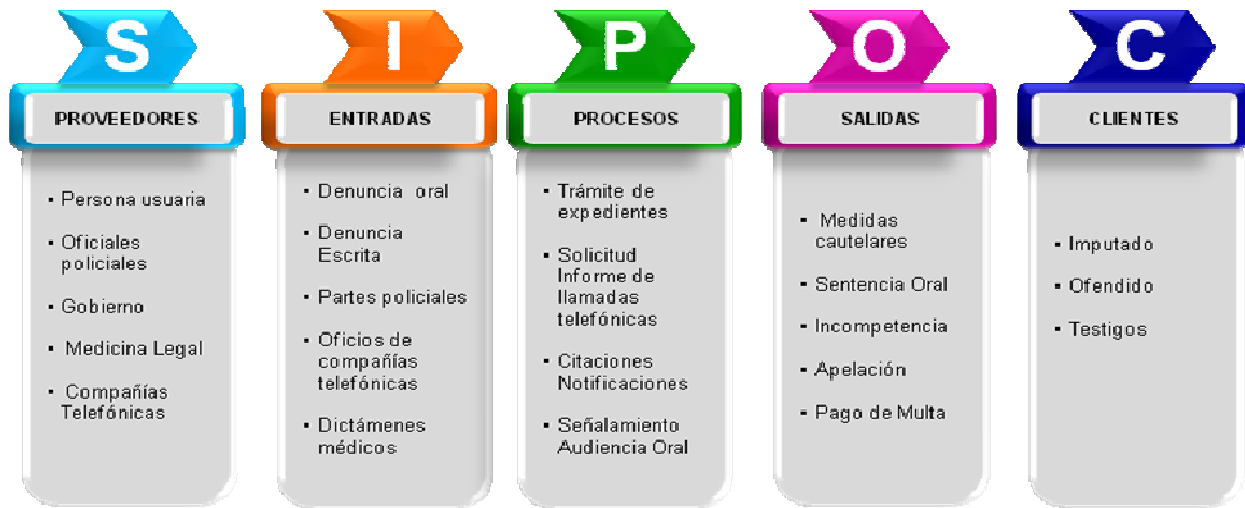 S
PROVEEDORES
▪ Persona usuaria
▪ Oficiales
policiales
▪ Gobierno
▪ Medicina Legal
▪ Compañías
Telefónicas
I
ENTRADAS
▪ Denuncia oral
▪ Denuncia
Escrita
▪ Partes policiales
▪ Oficios de
compañías
telefónicas
▪ Dictámenes
médicos
P
PROCESOS
▪ Trámite de
expedientes
▪ Solicitud
Informe de
llamadas
telefónicas
▪ Citaciones
Notificaciones
▪ Señalamiento
Audiencia Oral
O
SALIDAS
▪ Medidas
cautelares
▪ Sentencia Oral
▪ Incompetencia
▪ Apelación
▪ Pago de Multa
C
CLIENTES
▪ Imputado
▪ Ofendido
▪ Testigos